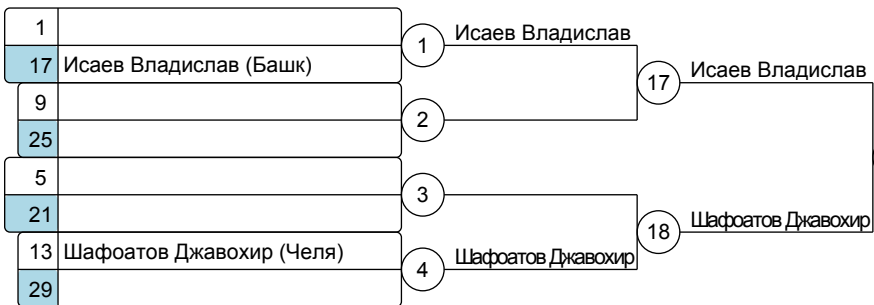 1
17 Исаев Владислав (Башк)
1 Исаев Владислав
9
25
2
17 Исаев Владислав
5
21
3
13 Шафоатов Джавохир (Челя)
29
4 Шафоатов Джавохир
18 Шафоатов Джавохир